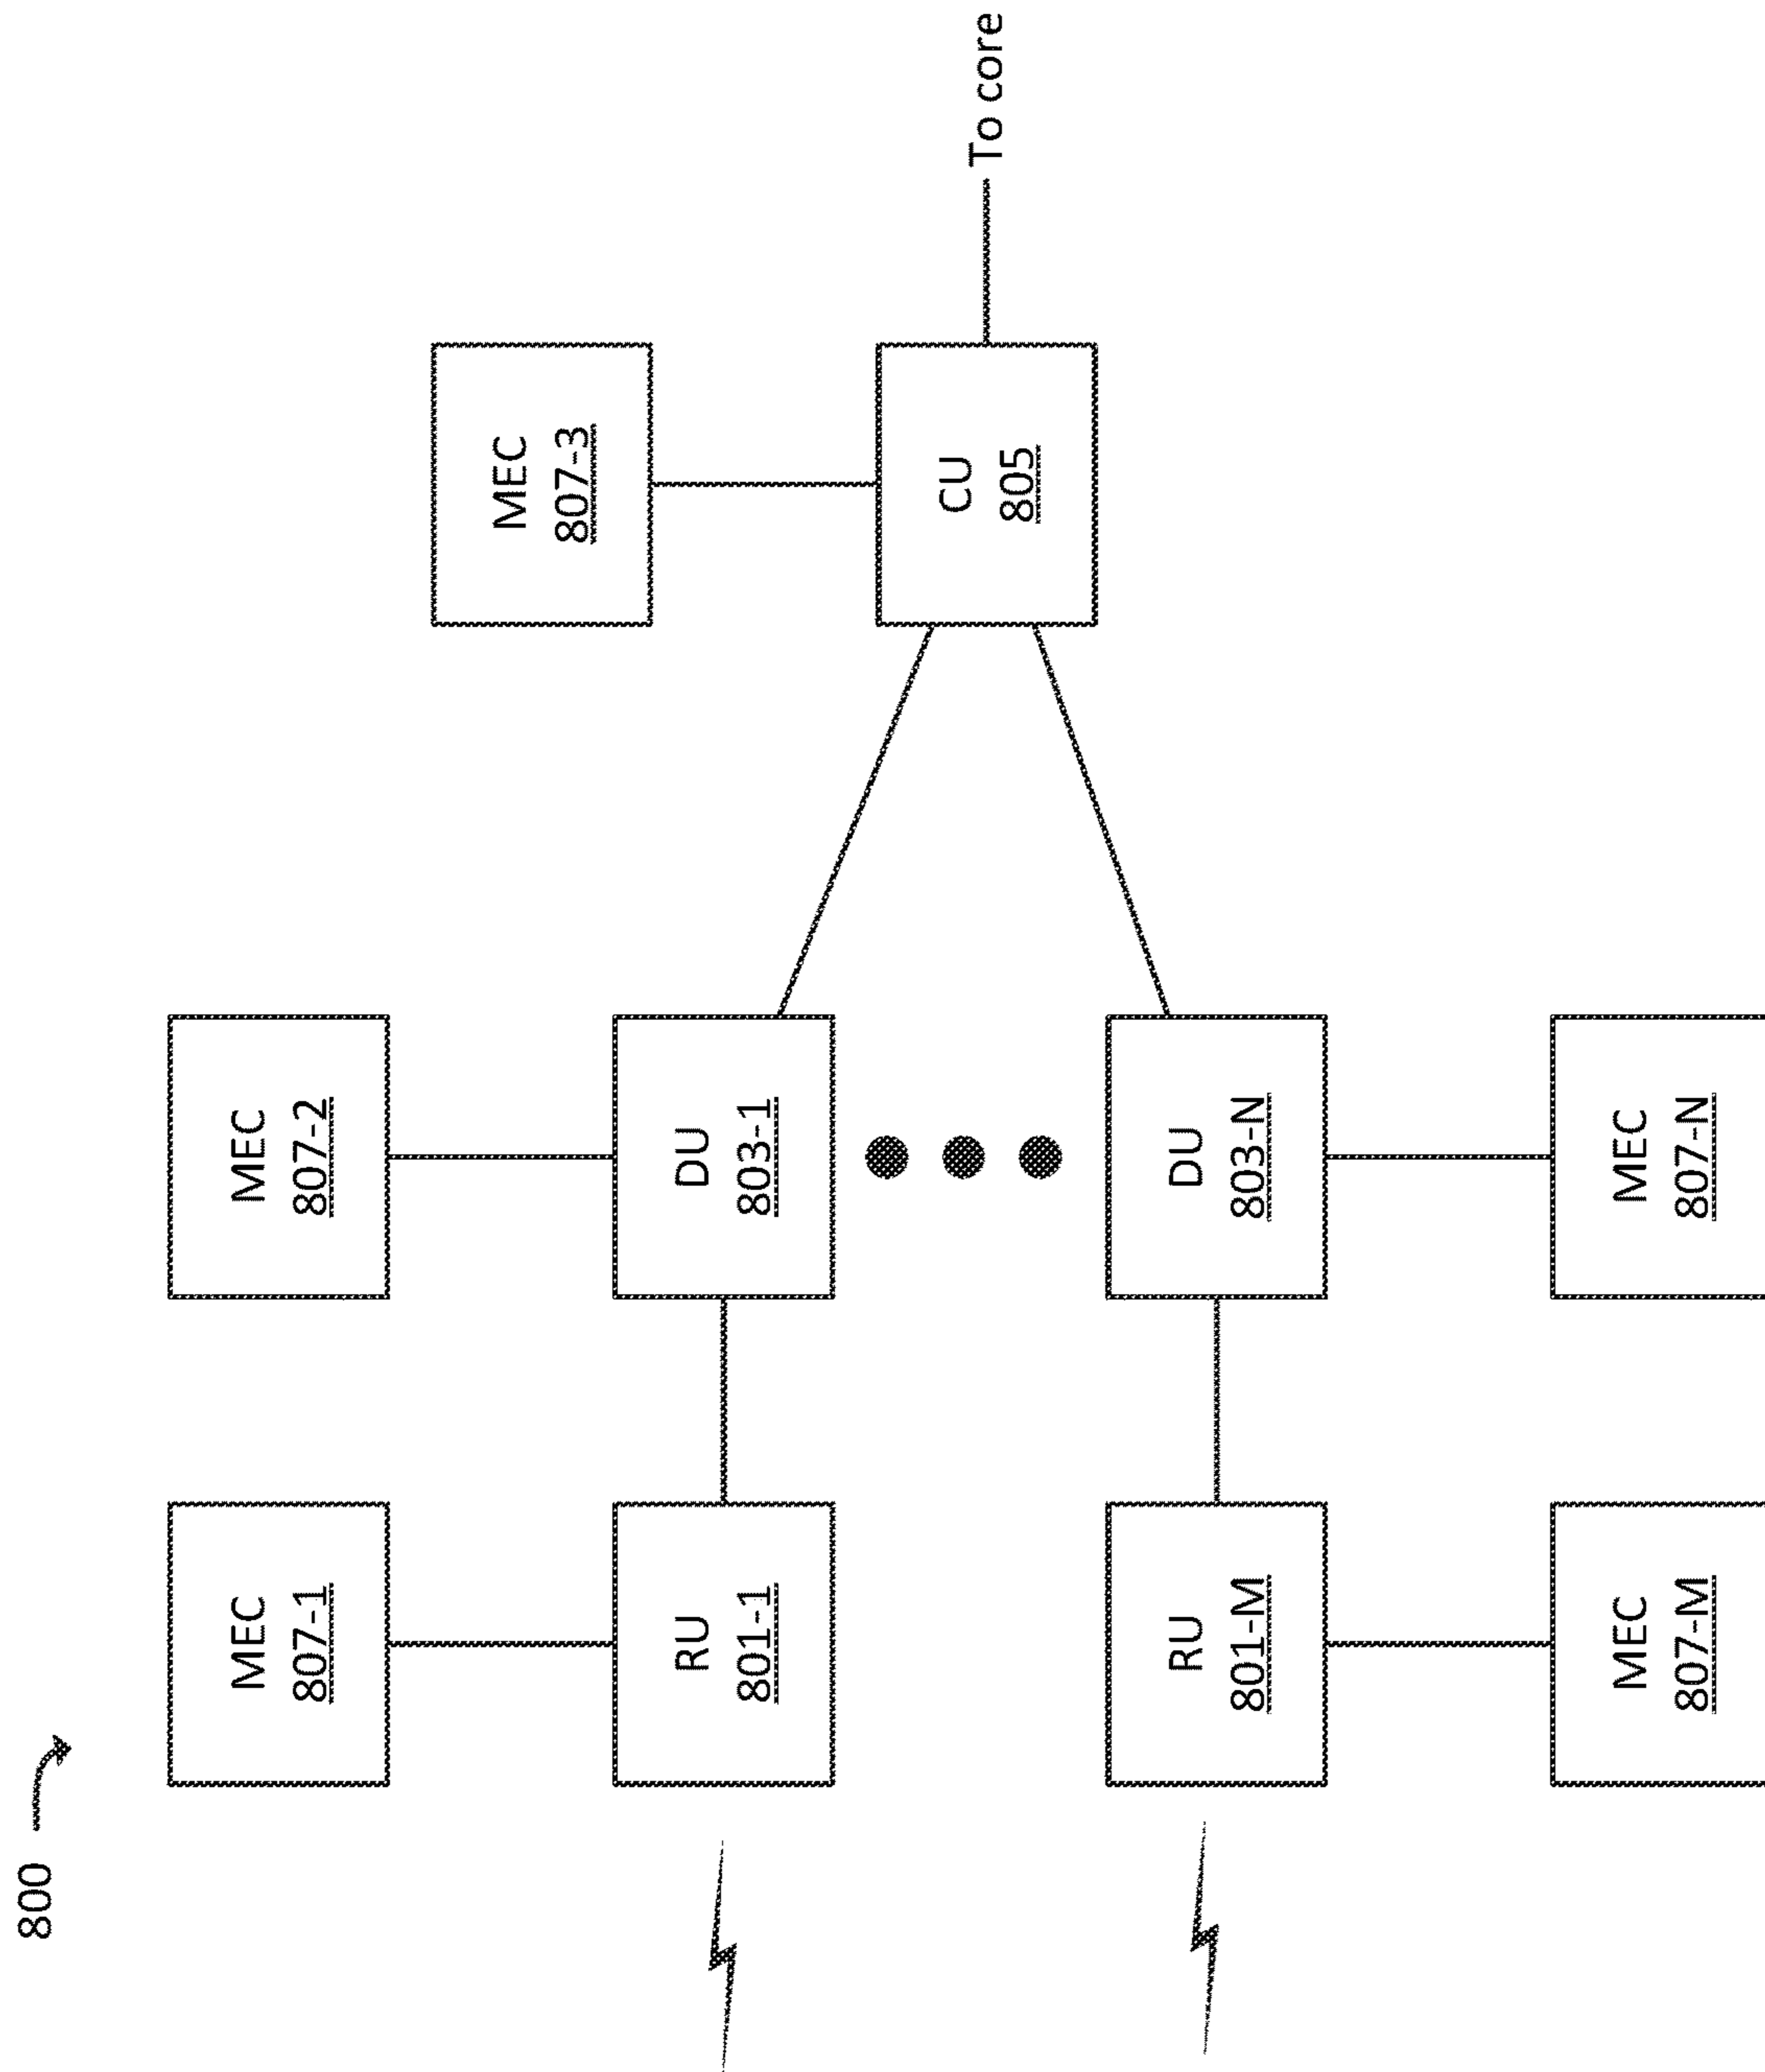 800
MEC
807-1
MEC
807-2
MEC
807-3
RU
801-1
DU
803-1
CU
805
To core
RU
801-M
DU
803-N
MEC
807-M
MEC
807-N